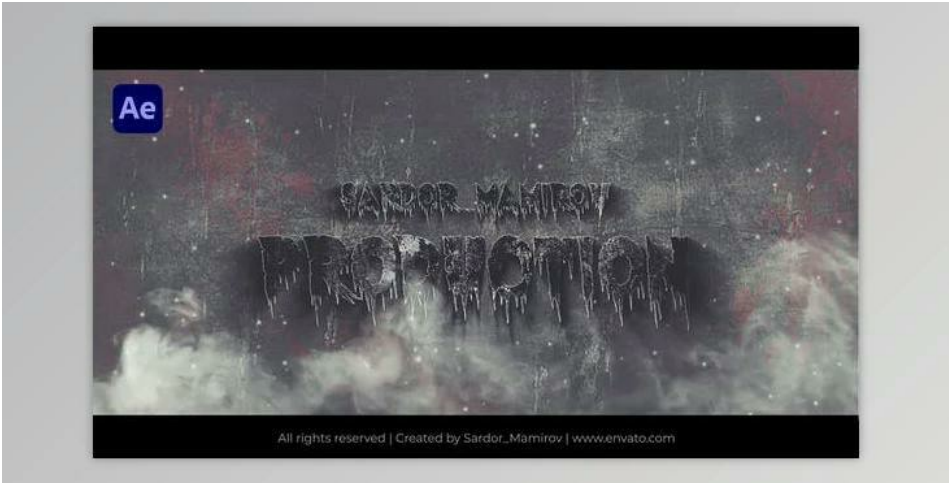 Ae
SARDOR_MAMIROV
PRODUCTION
All rights reserved | Created by Sardor_Mamirov | www.envato.com